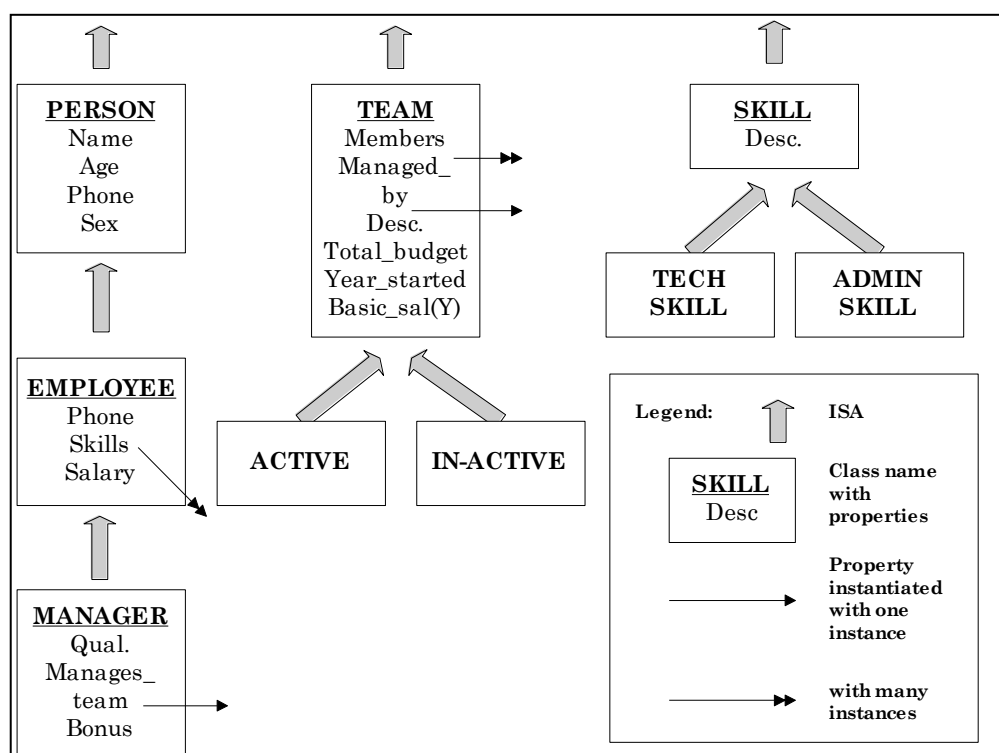 PERSON
Name
Age
Phone
Sex
TEAM
Members
Managed_
by
Desc.
Total_budget
Year_started
Basic_sal(Y)
SKILL
Desc.
TECH
SKILL
ADMIN
SKILL
EMPLOYEE
Phone
Skills
Salary
ACTIVE
IN-ACTIVE
MANAGER
Qual.
Manages_
team
Bonus
Legend:
ISA
SKILL
Desc
Class name
with
properties
Property
instantiated
with one
instance
with many
instances